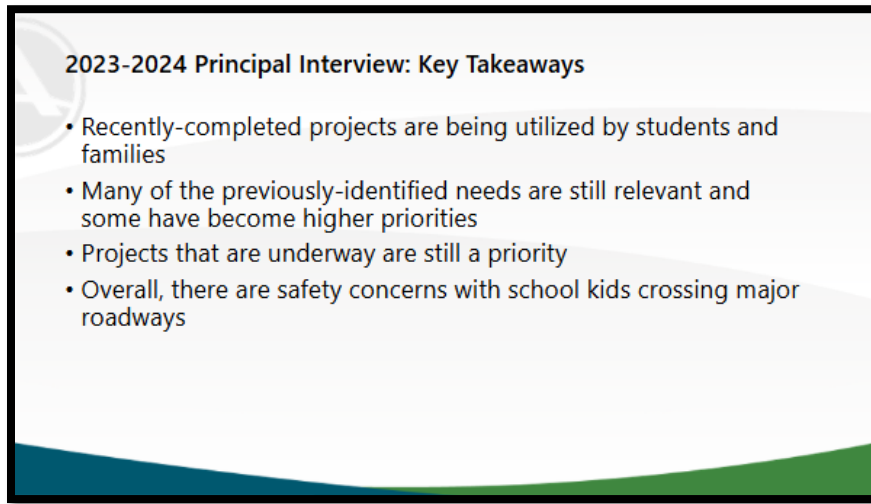 2023-2024 Principal Interview: Key Takeaways
• Recently-completed projects are being utilized by students and
families
• Many of the previously-identified needs are still relevant and
some have become higher priorities
• Projects that are underway are still a priority
• Overall, there are safety concerns with school kids crossing major
roadways